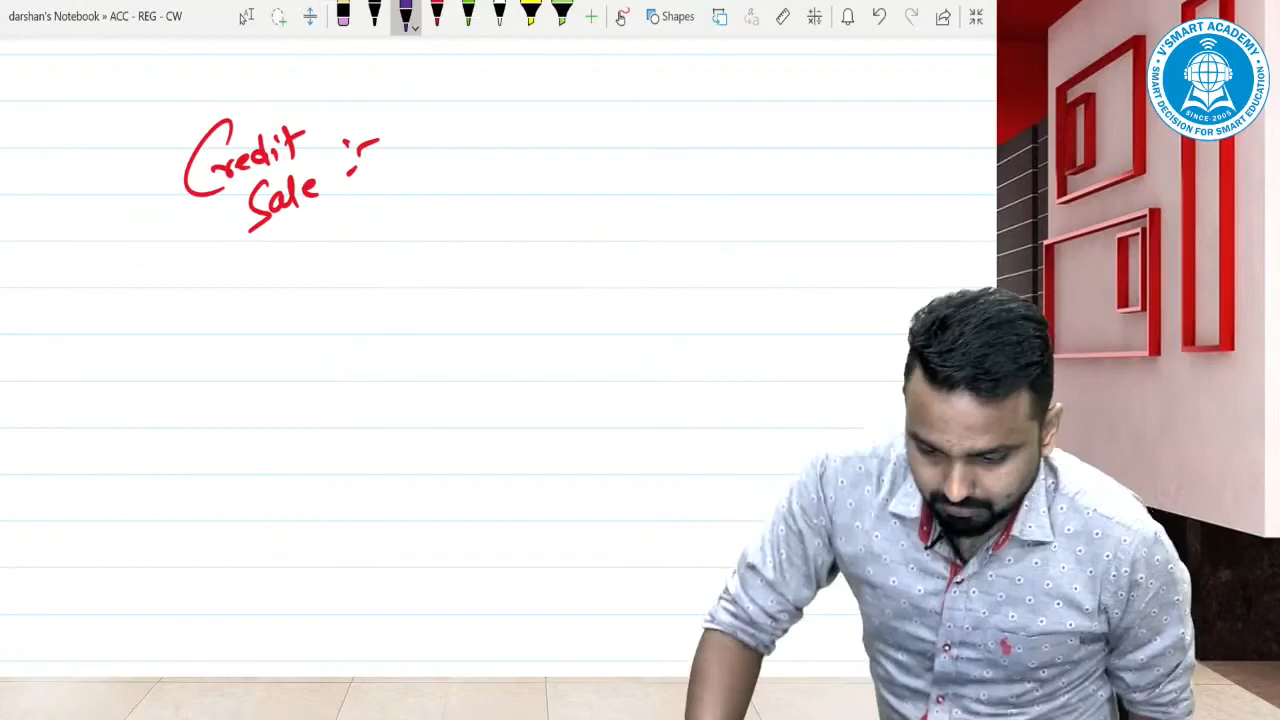 darshan's Notebook » ACC - REG - CW
Shapes
Credit :-
Sale
V'SMART ACADEMY
SINCE-2005
SMART DECISION FOR SMART EDUCATION